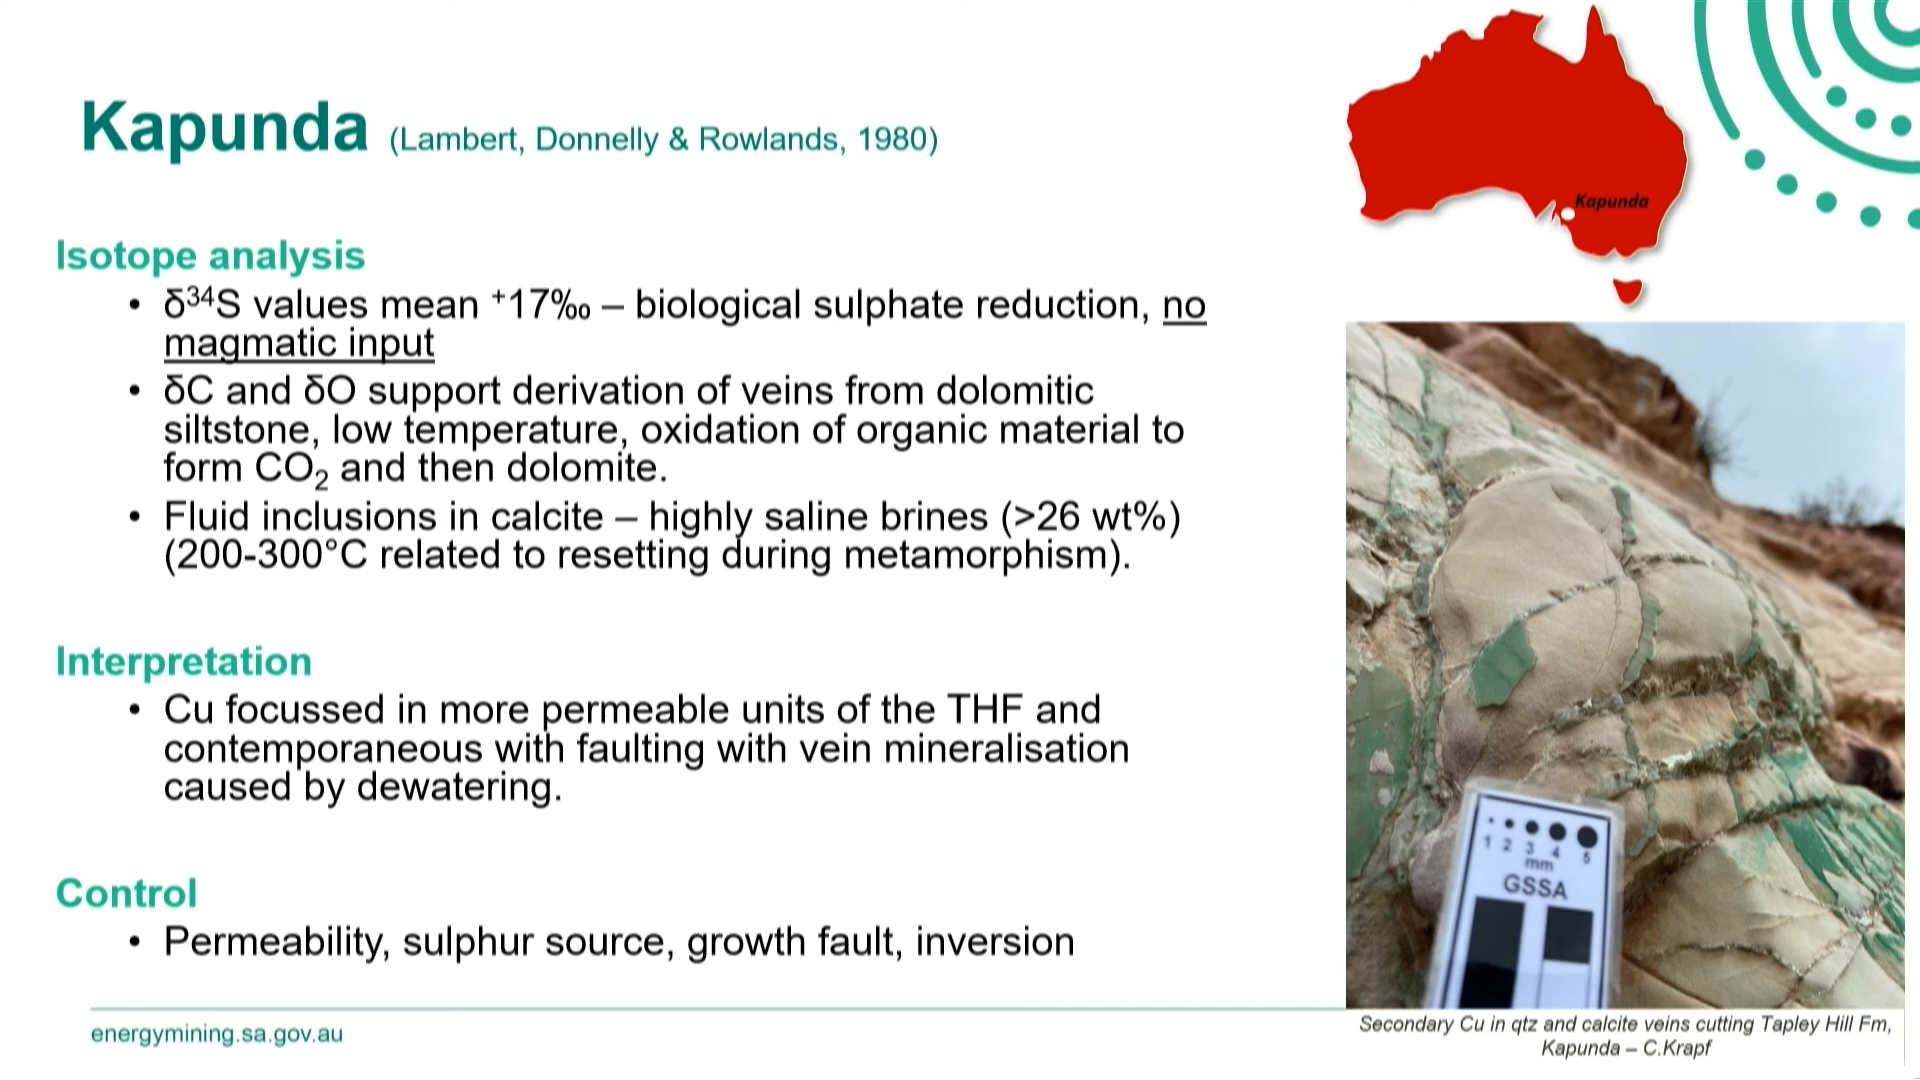 Kapunda (Lambert, Donnelly & Rowlands, 1980)
Kapunda
Isotope analysis
• δ³⁴S values mean ⁺17‰ – biological sulphate reduction, no
magmatic input
• δC and δO support derivation of veins from dolomitic
siltstone, low temperature, oxidation of organic material to
form CO₂ and then dolomite.
• Fluid inclusions in calcite – highly saline brines (>26 wt%)
(200-300°C related to resetting during metamorphism).
Interpretation
• Cu focussed in more permeable units of the THF and
contemporaneous with faulting with vein mineralisation
caused by dewatering.
Control
• Permeability, sulphur source, growth fault, inversion
1 2 3 4 5
mm
GSSA
energymining.sa.gov.au
Secondary Cu in qtz and calcite veins cutting Tapley Hill Fm,
Kapunda – C.Krapf